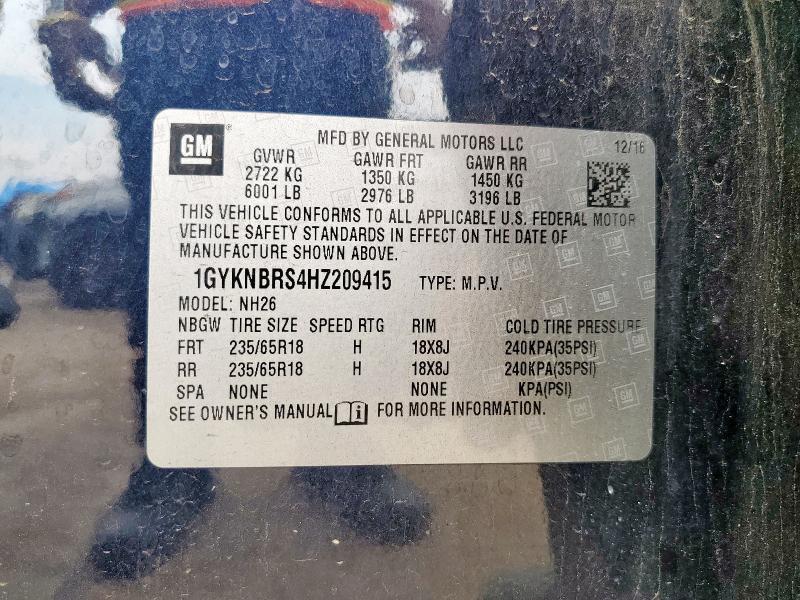 GM
MFD BY GENERAL MOTORS LLC 12/16
GVWR GAWR FRT GAWR RR
2722 KG 1350 KG 1450 KG
6001 LB 2976 LB 3196 LB
THIS VEHICLE CONFORMS TO ALL APPLICABLE U.S. FEDERAL MOTOR
VEHICLE SAFETY STANDARDS IN EFFECT ON THE DATE OF
MANUFACTURE SHOWN ABOVE.
1GYKNBRS4HZ209415 TYPE: M.P.V.
MODEL: NH26
NBGW TIRE SIZE SPEED RTG RIM COLD TIRE PRESSURE
FRT 235/65R18 H 18X8J 240KPA(35PSI)
RR 235/65R18 H 18X8J 240KPA(35PSI)
SPA NONE NONE KPA(PSI)
SEE OWNER'S MANUAL FOR MORE INFORMATION.